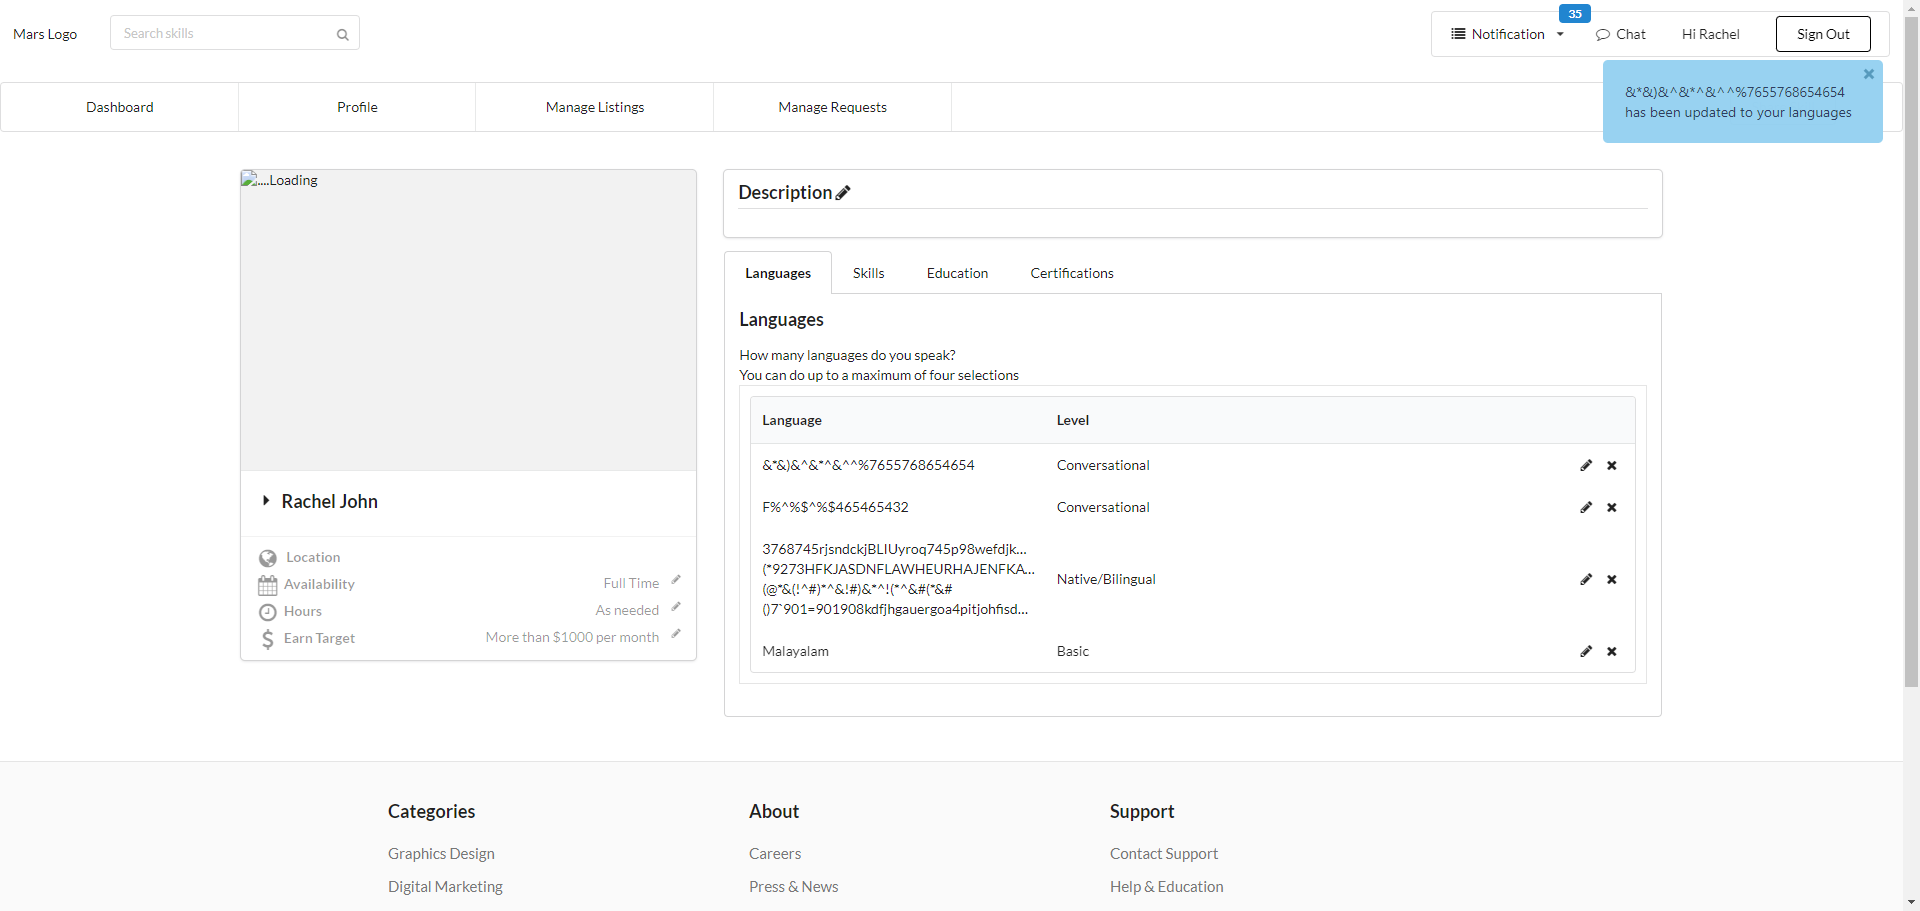 Mars Logo
Search skills
35
Notification
Chat
Hi Rachel
Sign Out
&*&)&^&*^&^^%7655768654654
has been updated to your languages
Dashboard
Profile
Manage Listings
Manage Requests
....Loading
Rachel John
Location
Availability
Full Time
Hours
As needed
Earn Target
More than $1000 per month
Description
Languages
Skills
Education
Certifications
Languages
How many languages do you speak?
You can do up to a maximum of four selections
Language
Level
&*&)&^&*^&^^%7655768654654
Conversational
F%^%$^%$465465432
Conversational
3768745rjsndckjBLIUyroq745p98wefdjk...
(*9273HFKJASDNFLAWHEURHAJENFKA...
(@*&(!^#)*^&!#)&*^!(*^&#(*&#
()7`901=901908kdfjhgauergoa4pitjohfisd...
Native/Bilingual
Malayalam
Basic
Categories
Graphics Design
Digital Marketing
About
Careers
Press & News
Support
Contact Support
Help & Education